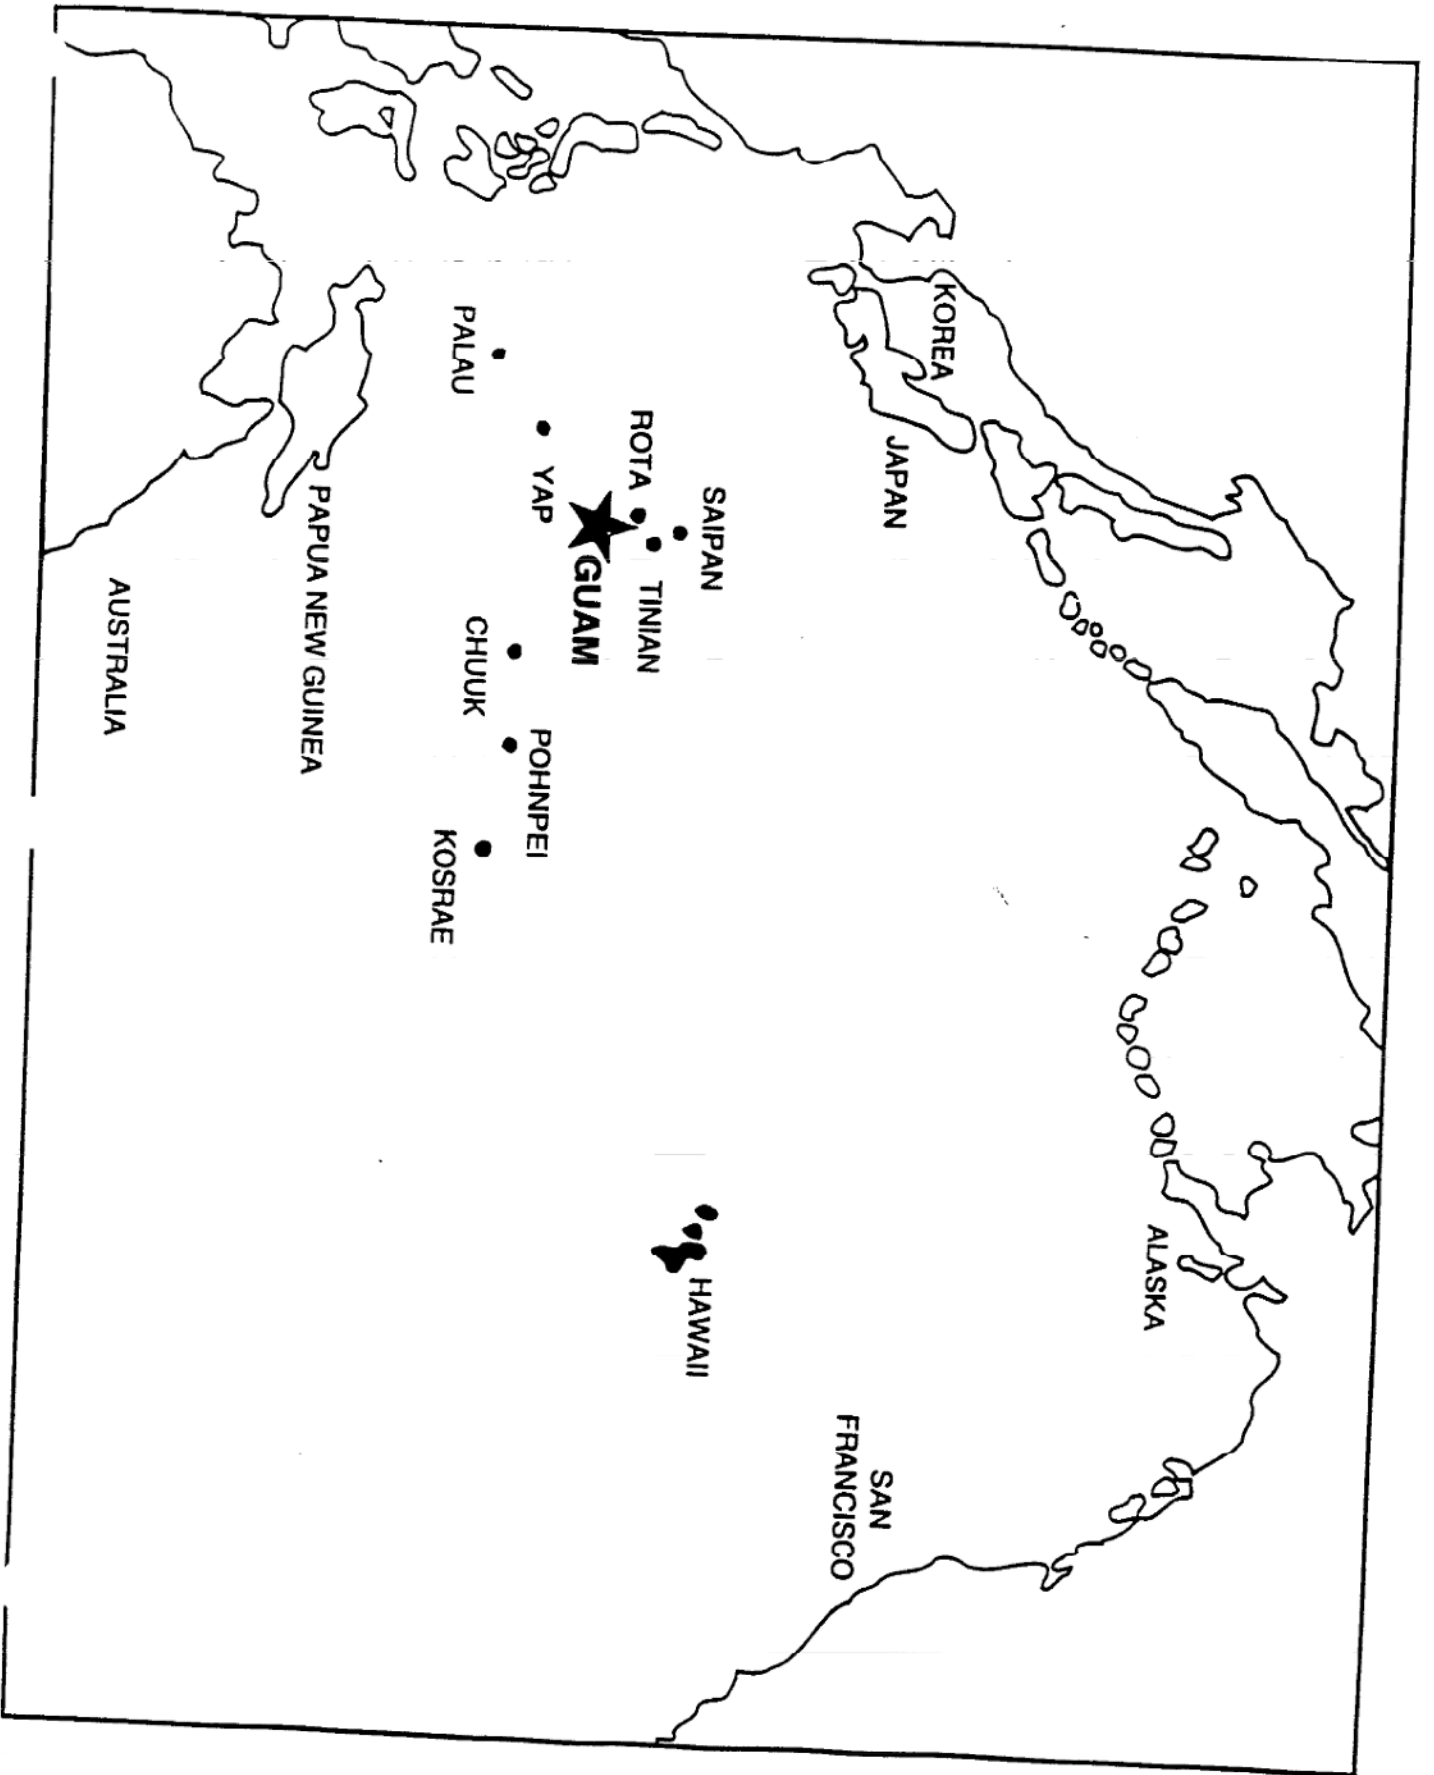 ALASKA
KOREA
JAPAN
SAN
FRANCISCO
SAIPAN
HAWAII
ROTA
TINIAN
GUAM
YAP
POHNPEI
PALAU
CHUUK
KOSRAE
PAPUA NEW GUINEA
AUSTRALIA